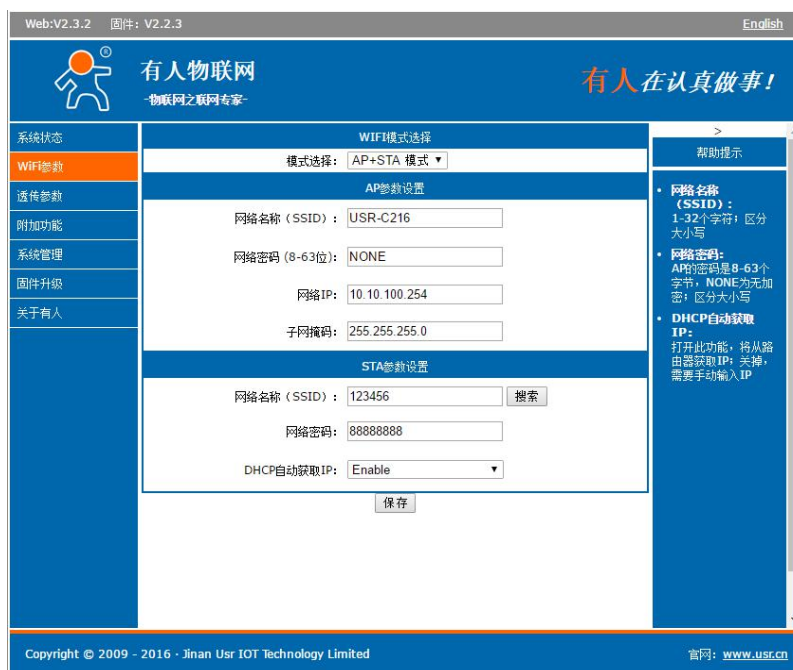 Web:V2.3.2 固件: V2.2.3 English
®
有人物联网
-物联网之联网专家-
有人在认真做事!
系统状态
WiFi参数
透传参数
附加功能
系统管理
固件升级
关于有人
WIFI模式选择
模式选择: AP+STA 模式
AP参数设置
网络名称(SSID): USR-C216
网络密码(8-63位): NONE
网络IP: 10.10.100.254
子网掩码: 255.255.255.0
STA参数设置
网络名称(SSID): 123456 搜索
网络密码: 88888888
DHCP自动获取IP: Enable
保存
>
帮助提示
• 网络名称
(SSID):
1-32个字符; 区分
大小写
• 网络密码:
AP的密码是8-63个
字节, NONE为无加
密; 区分大小写
• DHCP自动获取
IP:
打开此功能, 将从路
由器获取IP; 关掉,
需要手动输入IP
Copyright © 2009 - 2016 · Jinan Usr IOT Technology Limited 官网: www.usr.cn